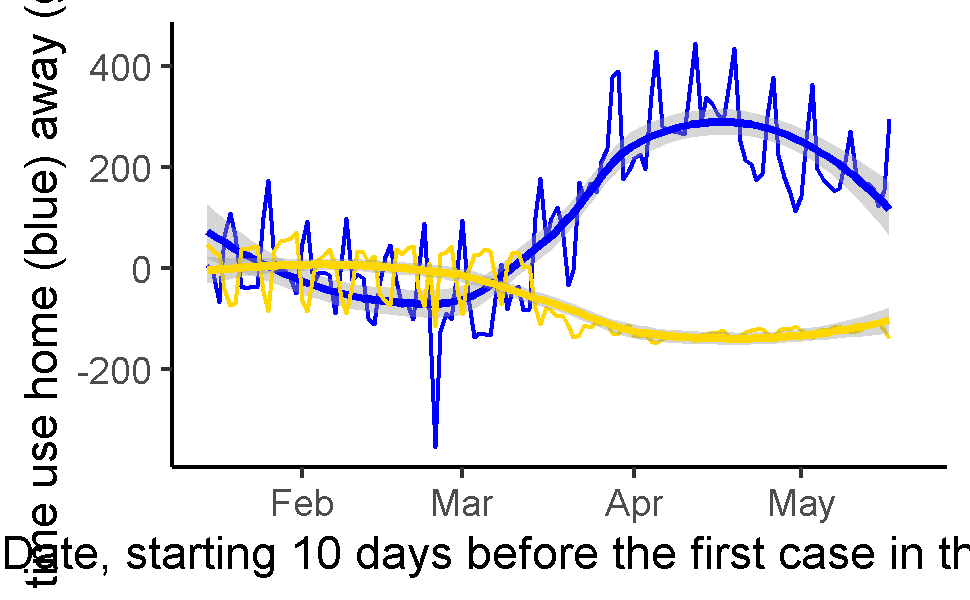 time use home (blue) away (
400
200
0
-200
Feb Mar Apr May
Date, starting 10 days before the first case in th